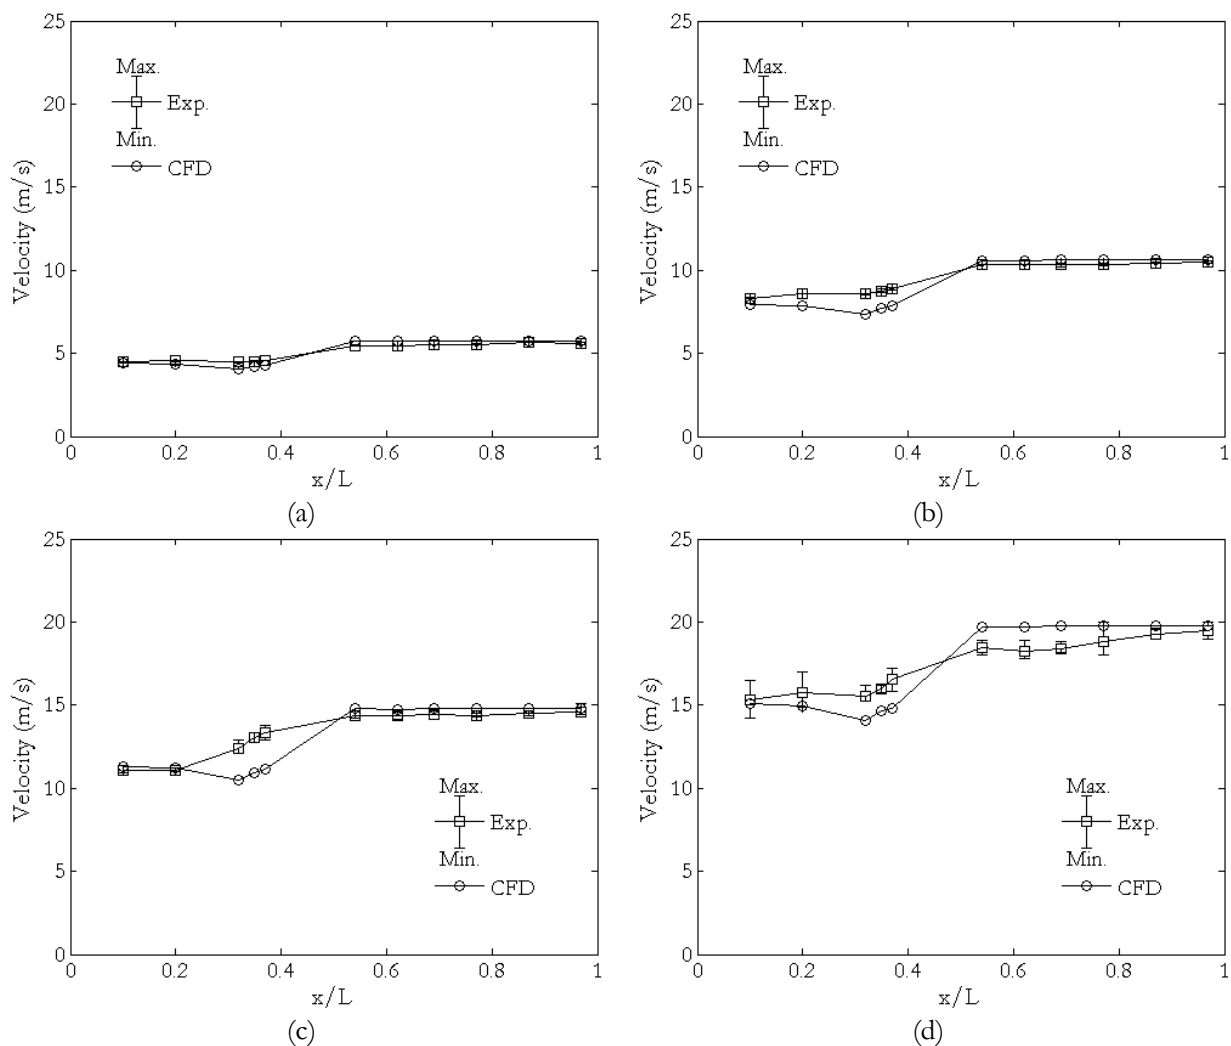 25
20
15
10
5
0
Velocity (m/s)
Max.
Exp.
Min.
CFD
0 0.2 0.4 0.6 0.8 1
x/L
(a)
25
20
15
10
5
0
Velocity (m/s)
Max.
Exp.
Min.
CFD
0 0.2 0.4 0.6 0.8 1
x/L
(b)
25
20
15
10
5
0
Velocity (m/s)
Max.
Exp.
Min.
CFD
0 0.2 0.4 0.6 0.8 1
x/L
(c)
25
20
15
10
5
0
Velocity (m/s)
Max.
Exp.
Min.
CFD
0 0.2 0.4 0.6 0.8 1
x/L
(d)